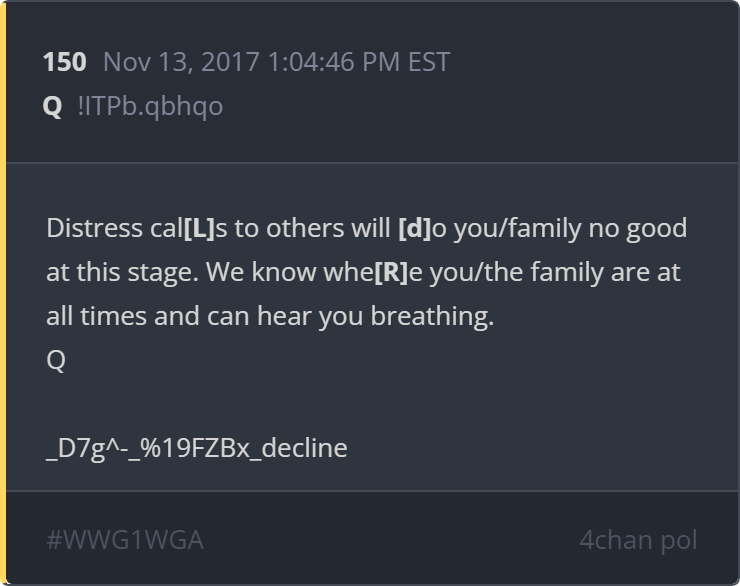 150 Nov 13, 2017 1:04:46 PM EST
Q !ITPb.qbhqo
Distress cal[L]s to others will [d]o you/family no good
at this stage. We know whe[R]e you/the family are at
all times and can hear you breathing.
Q
_D7g^-_%19FZBx_decline
#WWG1WGA 4chan pol